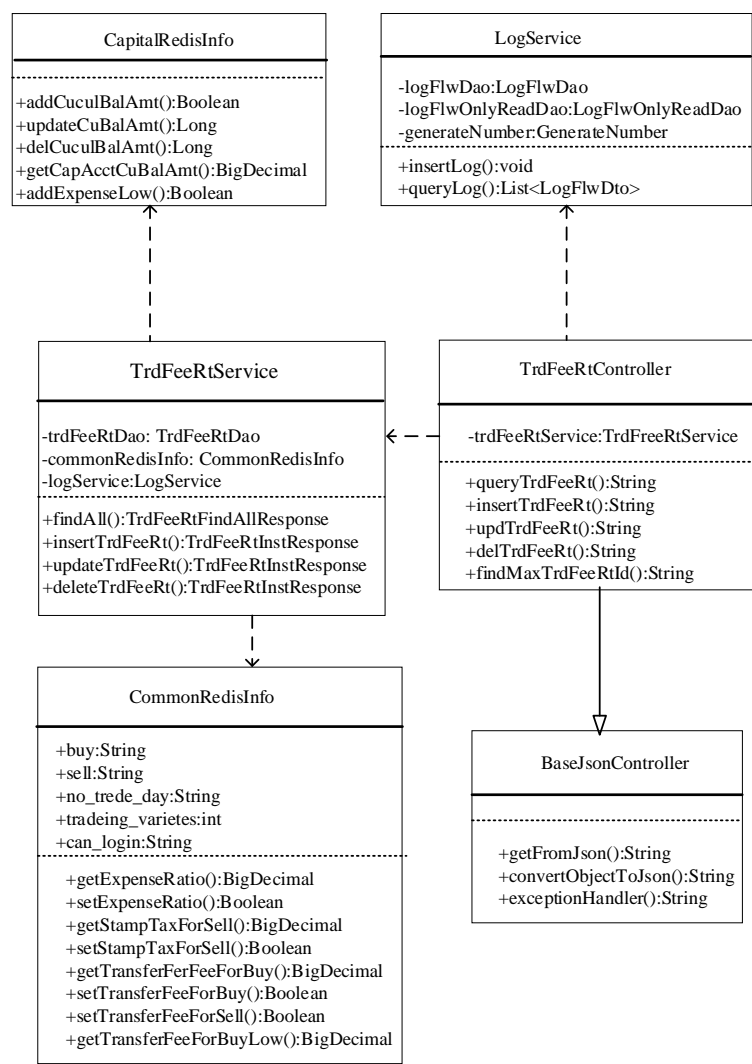 CapitalRedisInfo
+addCuculBalAmt():Boolean
+updateCuBalAmt():Long
+delCuculBalAmt():Long
+getCapAcctCuBalAmt():BigDecimal
+addExpenseLow():Boolean
LogService
-logFlwDao:LogFlwDao
-logFlwOnlyReadDao:LogFlwOnlyReadDao
-generateNumber:GenerateNumber
+insertLog():void
+queryLog():List<LogFlwDto>
TrdFeeRtService
-trdFeeRtDao: TrdFeeRtDao
-commonRedisInfo: CommonRedisInfo
-logService:LogService
+findAll():TrdFeeRtFindAllResponse
+insertTrdFeeRt():TrdFeeRtInstResponse
+updateTrdFeeRt():TrdFeeRtInstResponse
+deleteTrdFeeRt():TrdFeeRtInstResponse
TrdFeeRtController
-trdFeeRtService:TrdFreeRtService
+queryTrdFeeRt():String
+insertTrdFeeRt():String
+updTrdFeeRt():String
+delTrdFeeRt():String
+findMaxTrdFeeRtId():String
CommonRedisInfo
+buy:String
+sell:String
+no_trede_day:String
+tradeing_varietes:int
+can_login:String
+getExpenseRatio():BigDecimal
+setExpenseRatio():Boolean
+getStampTaxForSell():BigDecimal
+setStampTaxForSell():Boolean
+getTransferFerFeeForBuy():BigDecimal
+setTransferFeeForBuy():Boolean
+setTransferFeeForSell():Boolean
+getTransferFeeForBuyLow():BigDecimal
BaseJsonController
+getFromJson():String
+convertObjectToJson():String
+exceptionHandler():String